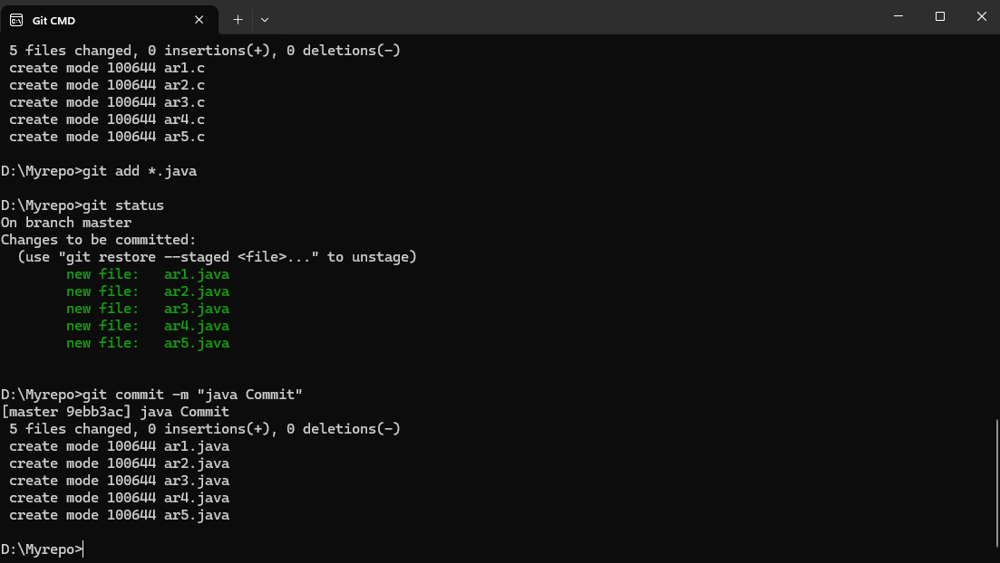 Git CMD
5 files changed, 0 insertions(+), 0 deletions(-)
create mode 100644 ar1.c
create mode 100644 ar2.c
create mode 100644 ar3.c
create mode 100644 ar4.c
create mode 100644 ar5.c
D:\Myrepo>git add *.java
D:\Myrepo>git status
On branch master
Changes to be committed:
(use "git restore --staged <file>..." to unstage)
new file:   ar1.java
new file:   ar2.java
new file:   ar3.java
new file:   ar4.java
new file:   ar5.java
D:\Myrepo>git commit -m "java Commit"
[master 9ebb3ac] java Commit
5 files changed, 0 insertions(+), 0 deletions(-)
create mode 100644 ar1.java
create mode 100644 ar2.java
create mode 100644 ar3.java
create mode 100644 ar4.java
create mode 100644 ar5.java
D:\Myrepo>